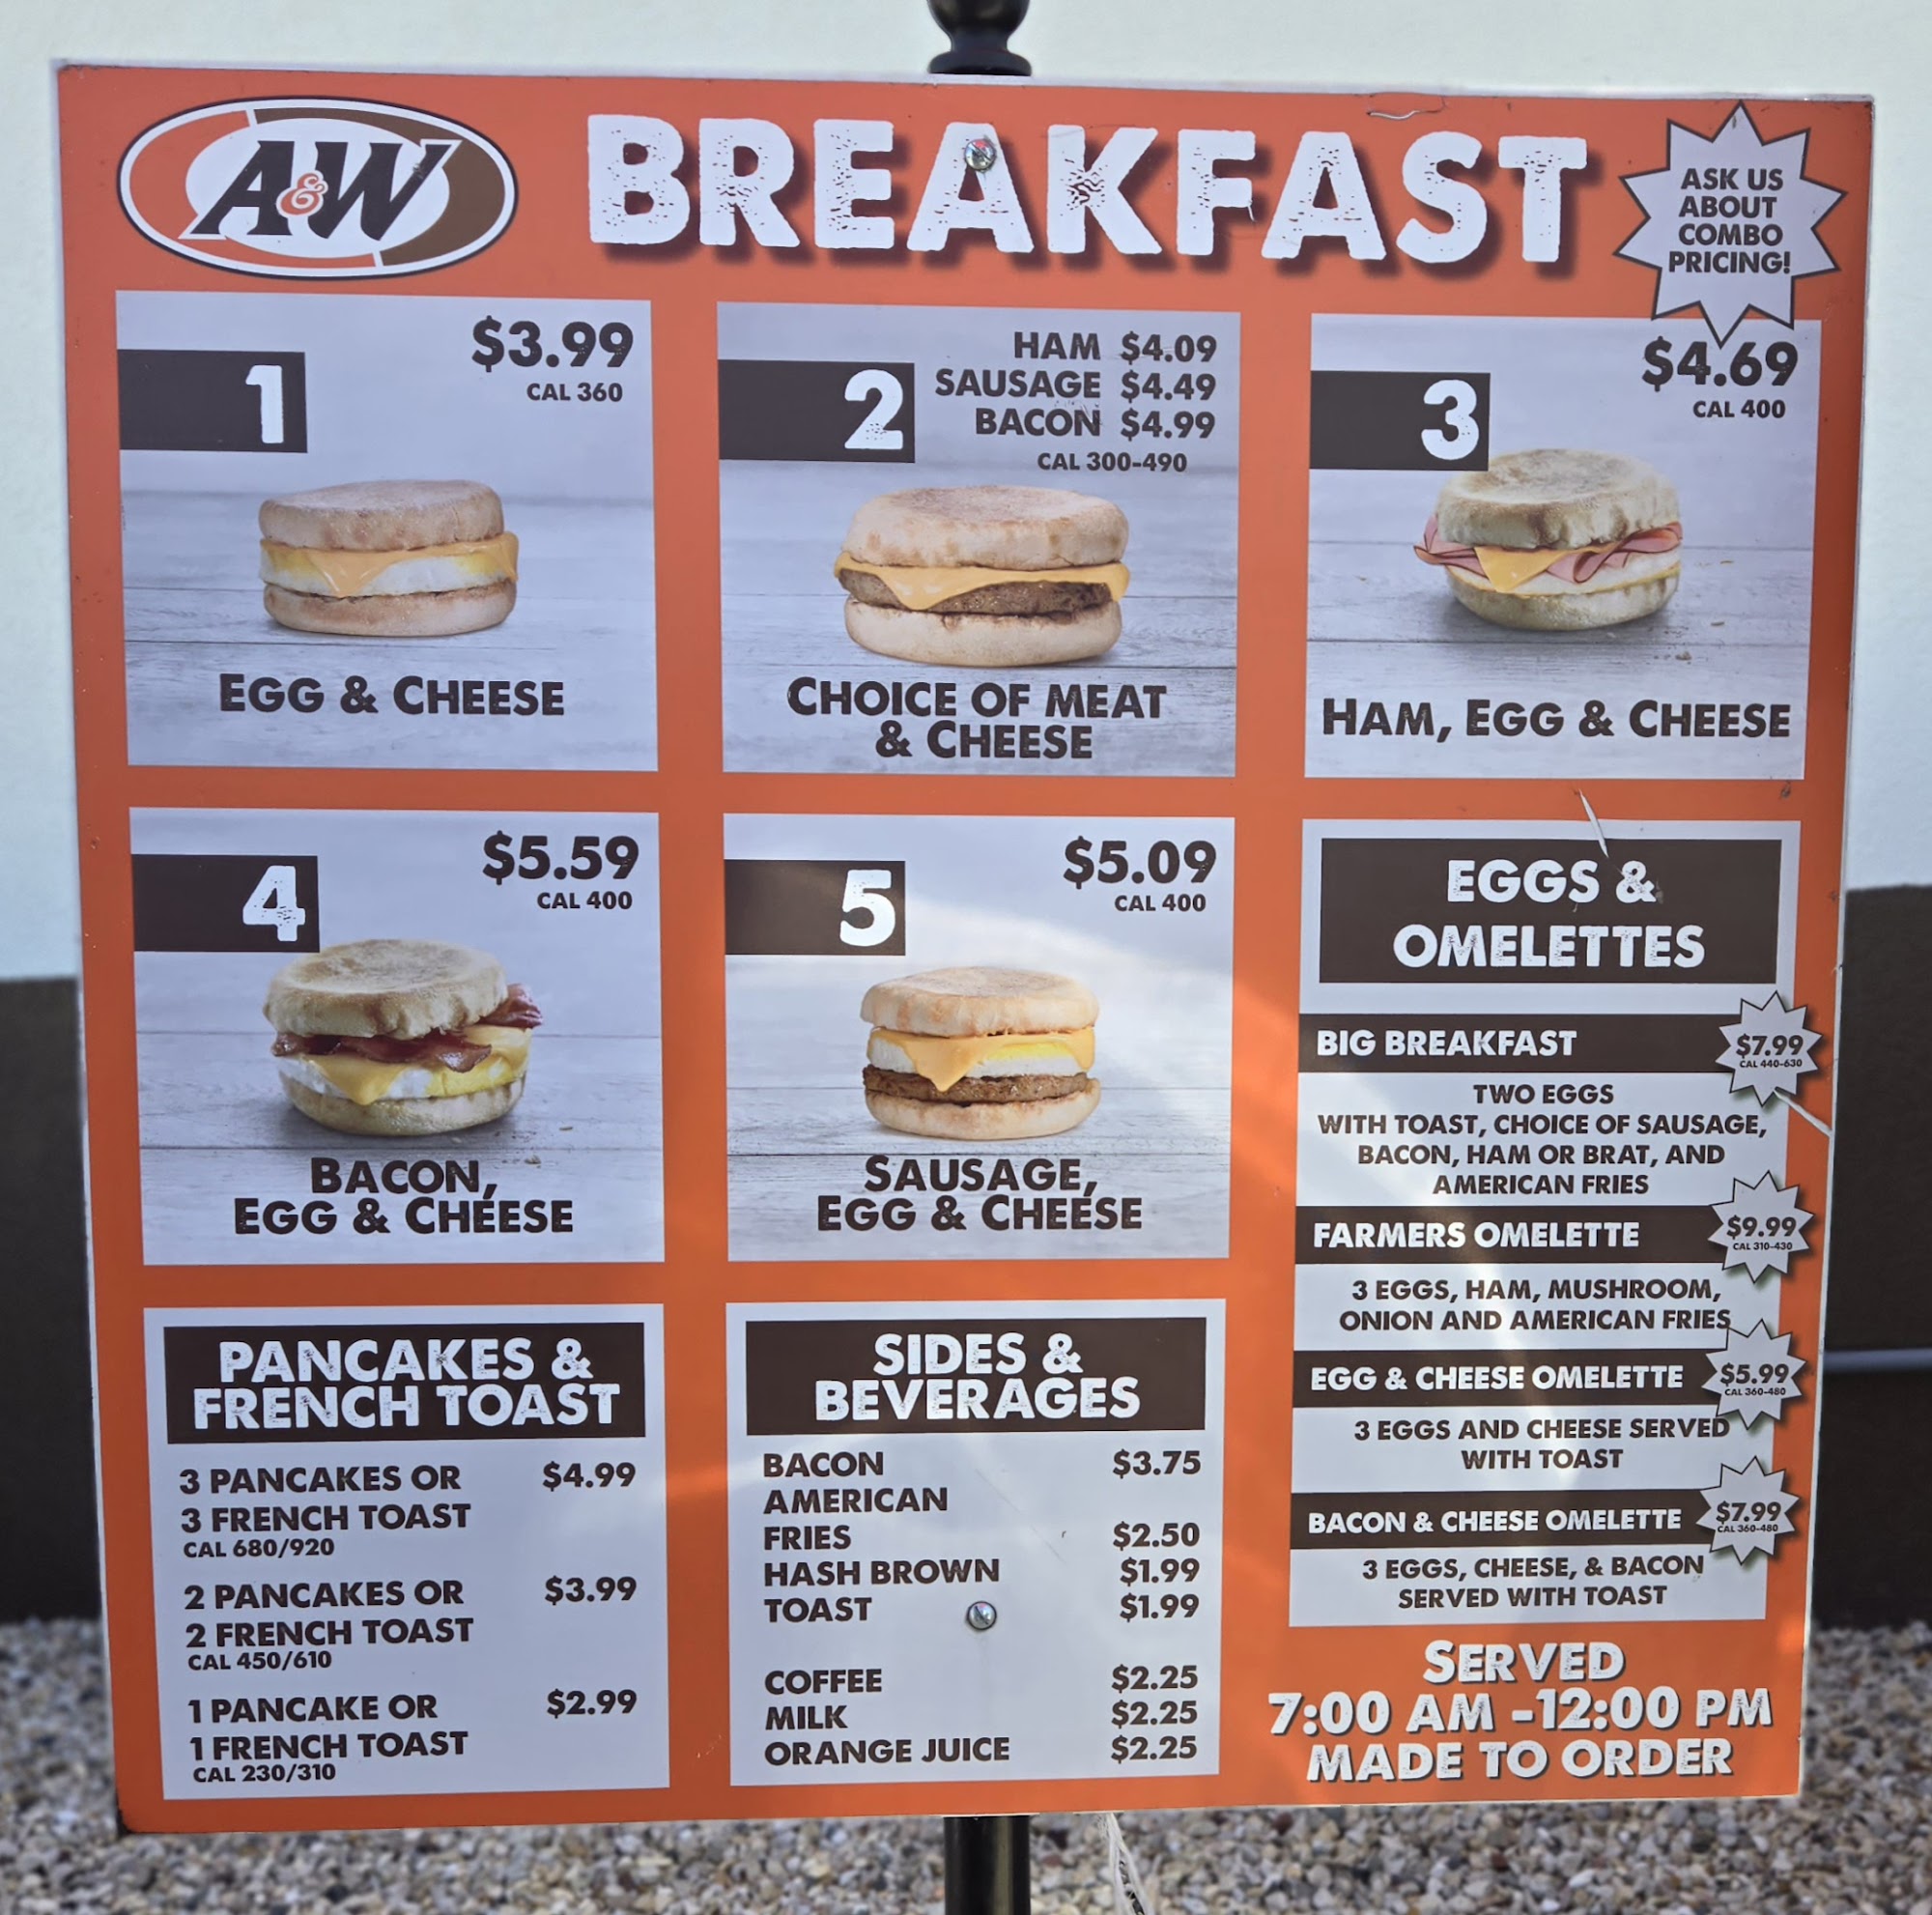 A&W
BREAKFAST
ASK US
ABOUT
COMBO
PRICING!
1
$3.99
CAL 360
EGG & CHEESE
2
HAM $4.09
SAUSAGE $4.49
BACON $4.99
CAL 300-490
CHOICE OF MEAT
& CHEESE
3
$4.69
CAL 400
HAM, EGG & CHEESE
4
$5.59
CAL 400
BACON,
EGG & CHEESE
5
$5.09
CAL 400
SAUSAGE,
EGG & CHEESE
EGGS &
OMELETTES
BIG BREAKFAST
$7.99
CAL 440-630
TWO EGGS
WITH TOAST, CHOICE OF SAUSAGE,
BACON, HAM OR BRAT, AND
AMERICAN FRIES
FARMERS OMELETTE
$9.99
CAL 310-430
3 EGGS, HAM, MUSHROOM,
ONION AND AMERICAN FRIES
EGG & CHEESE OMELETTE
$5.99
CAL 360-480
3 EGGS AND CHEESE SERVED
WITH TOAST
BACON & CHEESE OMELETTE
$7.99
CAL 360-480
3 EGGS, CHEESE, & BACON
SERVED WITH TOAST
PANCAKES &
FRENCH TOAST
3 PANCAKES OR $4.99
3 FRENCH TOAST
CAL 680/920
2 PANCAKES OR $3.99
2 FRENCH TOAST
CAL 450/610
1 PANCAKE OR $2.99
1 FRENCH TOAST
CAL 230/310
SIDES &
BEVERAGES
BACON $3.75
AMERICAN
FRIES $2.50
HASH BROWN $1.99
TOAST $1.99
COFFEE $2.25
MILK $2.25
ORANGE JUICE $2.25
SERVED
7:00 AM -12:00 PM
MADE TO ORDER